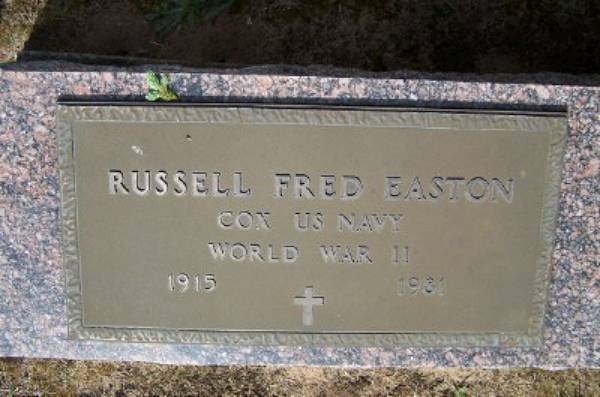 RUSSELL FRED EASTON
COX US NAVY
WORLD WAR II
1915 1981